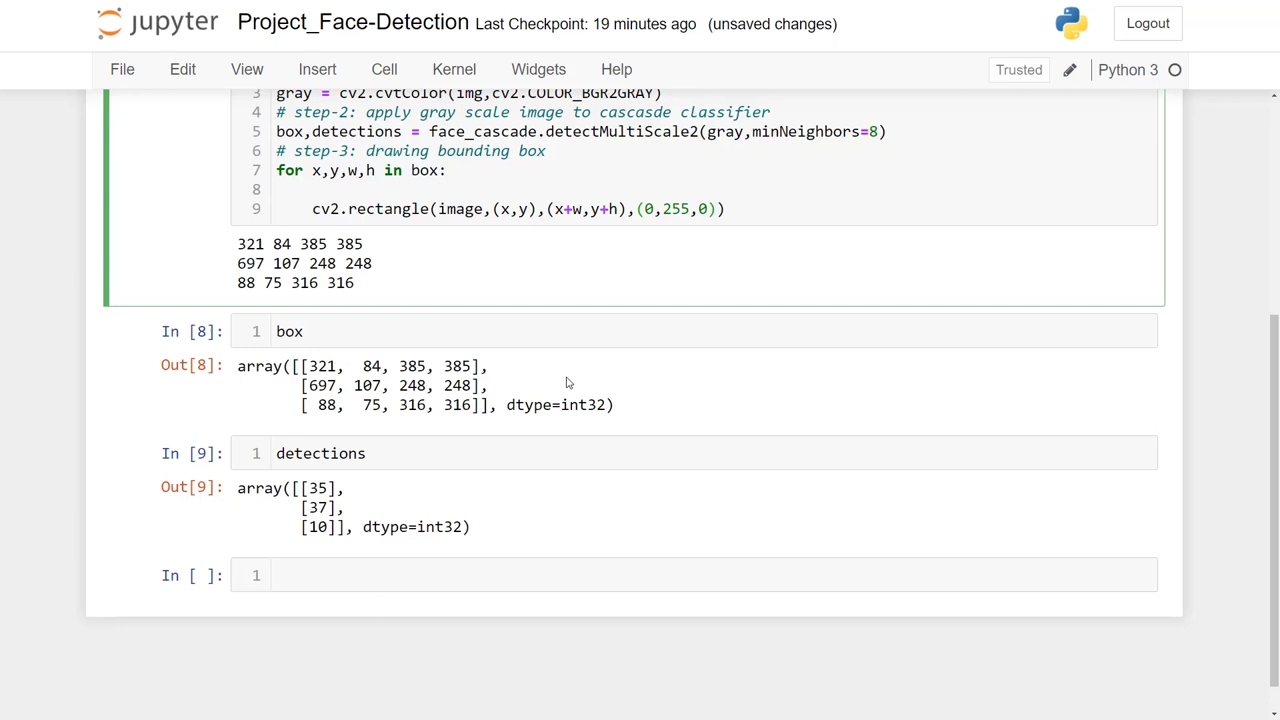 jupyter Project_Face-Detection Last Checkpoint: 19 minutes ago (unsaved changes) Logout
File Edit View Insert Cell Kernel Widgets Help Trusted Python 3
3 gray = cv2.cvtColor(img,cv2.COLOR_BGR2GRAY)
4 # step-2: apply gray scale image to cascasde classifier
5 box,detections = face_cascade.detectMultiScale2(gray,minNeighbors=8)
6 # step-3: drawing bounding box
7 for x,y,w,h in box:
8
9 cv2.rectangle(image,(x,y),(x+w,y+h),(0,255,0))
321 84 385 385
697 107 248 248
88 75 316 316
In [8]: 1 box
Out[8]: array([[321, 84, 385, 385],
[697, 107, 248, 248],
[ 88, 75, 316, 316]], dtype=int32)
In [9]: 1 detections
Out[9]: array([[35],
[37],
[10]], dtype=int32)
In [ ]: 1